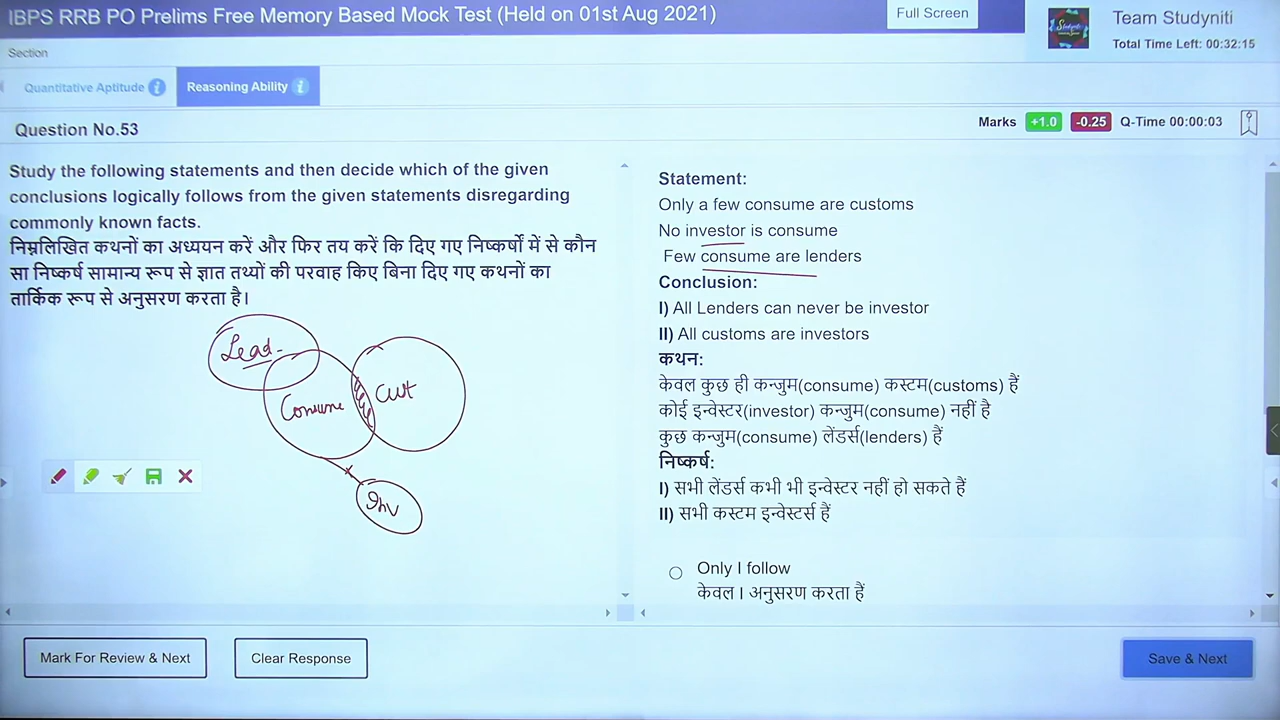 IBPS RRB PO Prelims Free Memory Based Mock Test (Held on 01st Aug 2021)
Full Screen
Team Studyniti
Total Time Left: 00:32:15
Section
Quantitative Aptitude
Reasoning Ability
Question No.53
Marks +1.0 -0.25 Q-Time 00:00:03
Study the following statements and then decide which of the given
conclusions logically follows from the given statements disregarding
commonly known facts.
निम्नलिखित कथनों का अध्ययन करें और फिर तय करें कि दिए गए निष्कर्षों में से कौन
सा निष्कर्ष सामान्य रूप से ज्ञात तथ्यों की परवाह किए बिना दिए गए कथनों का
तार्किक रूप से अनुसरण करता है।
Lead
Consume
Cust
Inv
Statement:
Only a few consume are customs
No investor is consume
Few consume are lenders
Conclusion:
I) All Lenders can never be investor
II) All customs are investors
कथन:
केवल कुछ ही कन्जुम(consume) कस्टम(customs) हैं
कोई इन्वेस्टर(investor) कन्जुम(consume) नहीं है
कुछ कन्जुम(consume) लेंडर्स(lenders) हैं
निष्कर्ष:
I) सभी लेंडर्स कभी भी इन्वेस्टर नहीं हो सकते हैं
II) सभी कस्टम इन्वेस्टर्स हैं
Only I follow
केवल I अनुसरण करता हैं
Mark For Review & Next
Clear Response
Save & Next